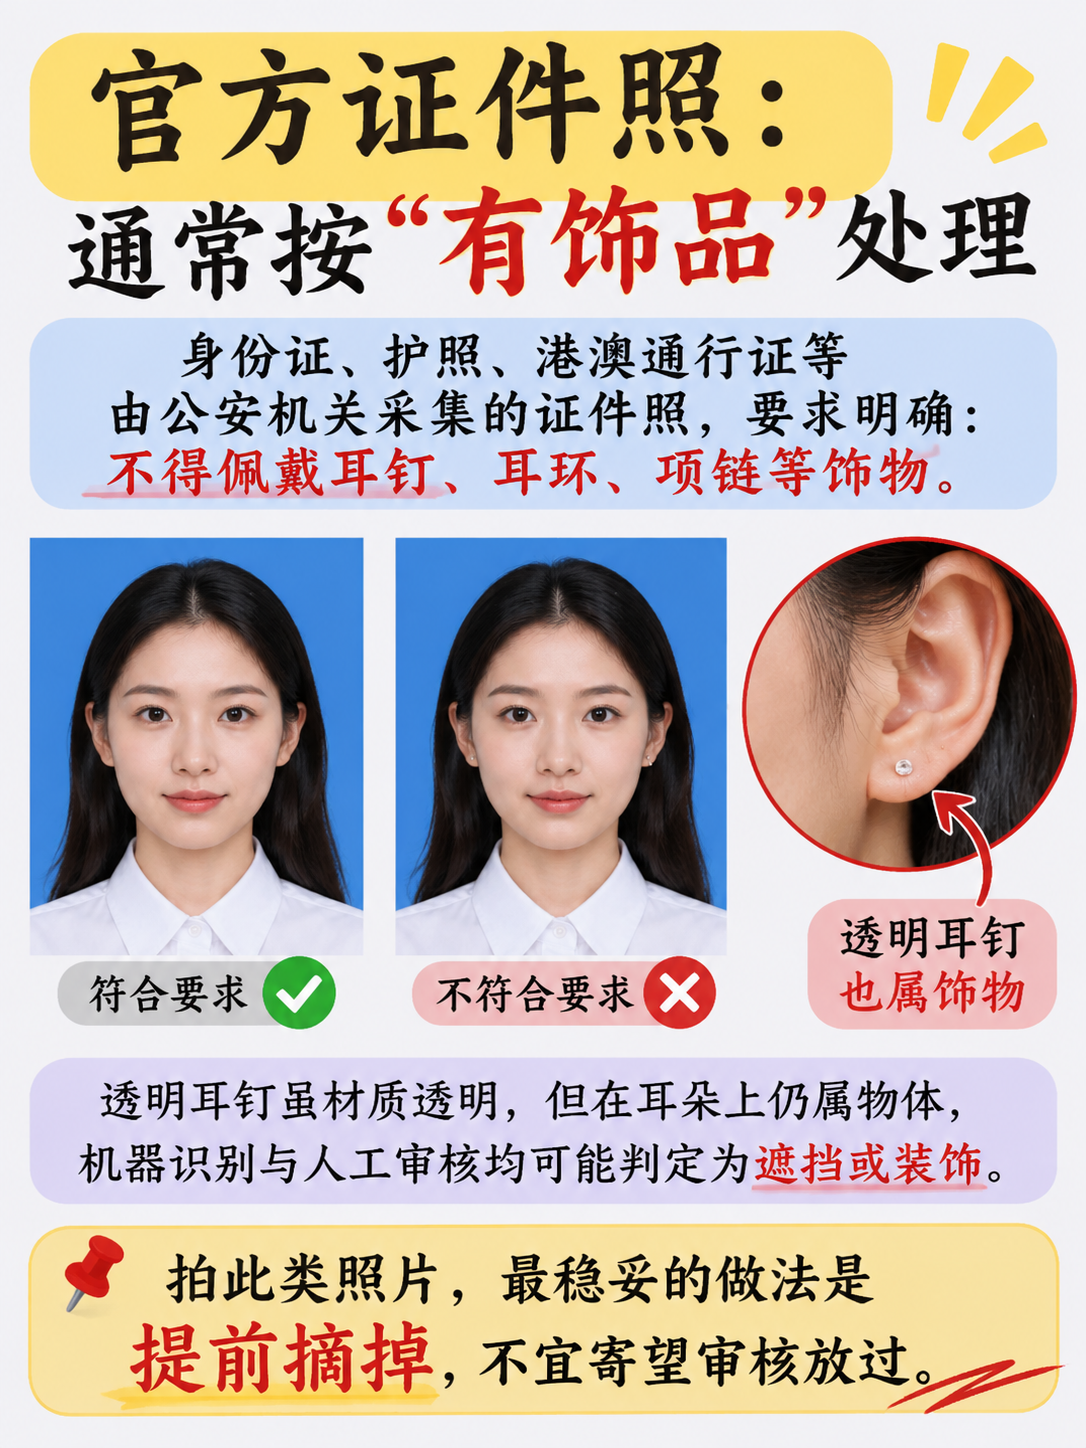 官方证件照：
通常按“有饰品”处理
身份证、护照、港澳通行证等
由公安机关采集的证件照，要求明确：
不得佩戴耳钉、耳环、项链等饰物。
符合要求
不符合要求
透明耳钉
也属饰物
透明耳钉虽材质透明，但在耳朵上仍属物体，
机器识别与人工审核均可能判定为遮挡或装饰。
拍此类照片，最稳妥的做法是
提前摘掉，不宜寄望审核放过。